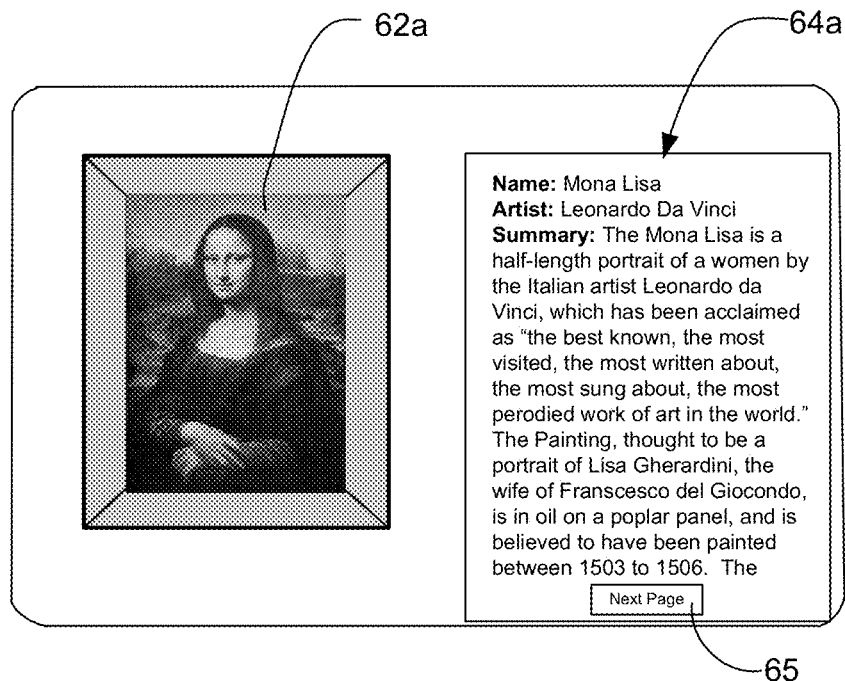 62a
64a
Name: Mona Lisa
Artist: Leonardo Da Vinci
Summary: The Mona Lisa is a
half-length portrait of a women by
the Italian artist Leonardo da
Vinci, which has been acclaimed
as “the best known, the most
visited, the most written about,
the most sung about, the most
perodied work of art in the world.”
The Painting, thought to be a
portrait of Lisa Gherardini, the
wife of Franscesco del Giocondo,
is in oil on a poplar panel, and is
believed to have been painted
between 1503 to 1506. The
Next Page
65